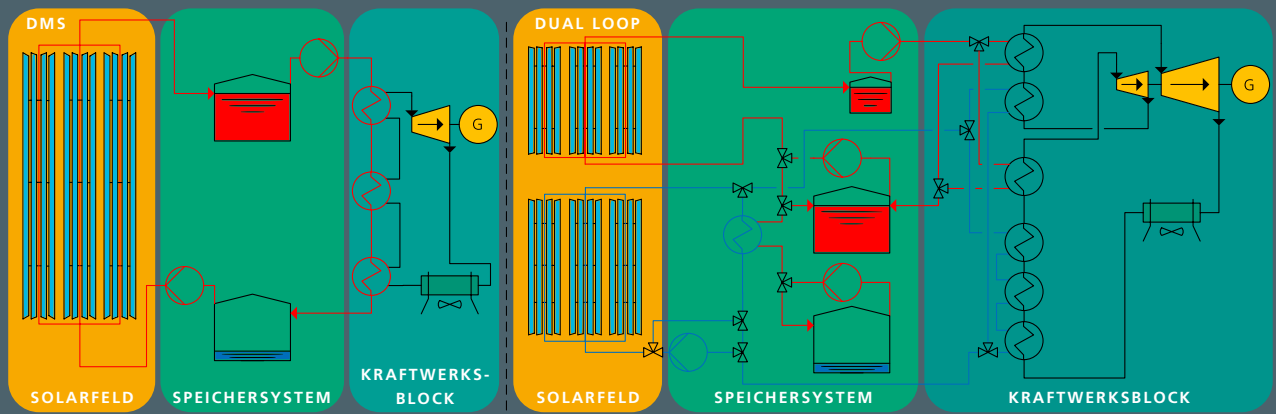 DMS
G
SOLARFELD
SPEICHERSYSTEM
KRAFTWERKS-
BLOCK
DUAL LOOP
G
SOLARFELD
SPEICHERSYSTEM
KRAFTWERKSBLOCK